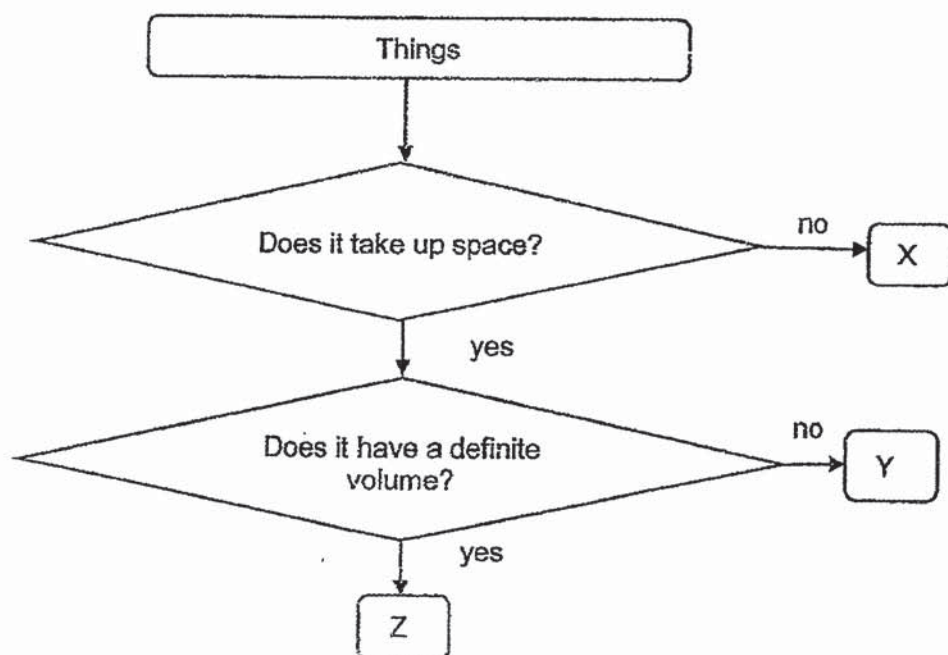 Things
Does it take up space?
no
X
yes
Does it have a definite
volume?
no
Y
yes
Z